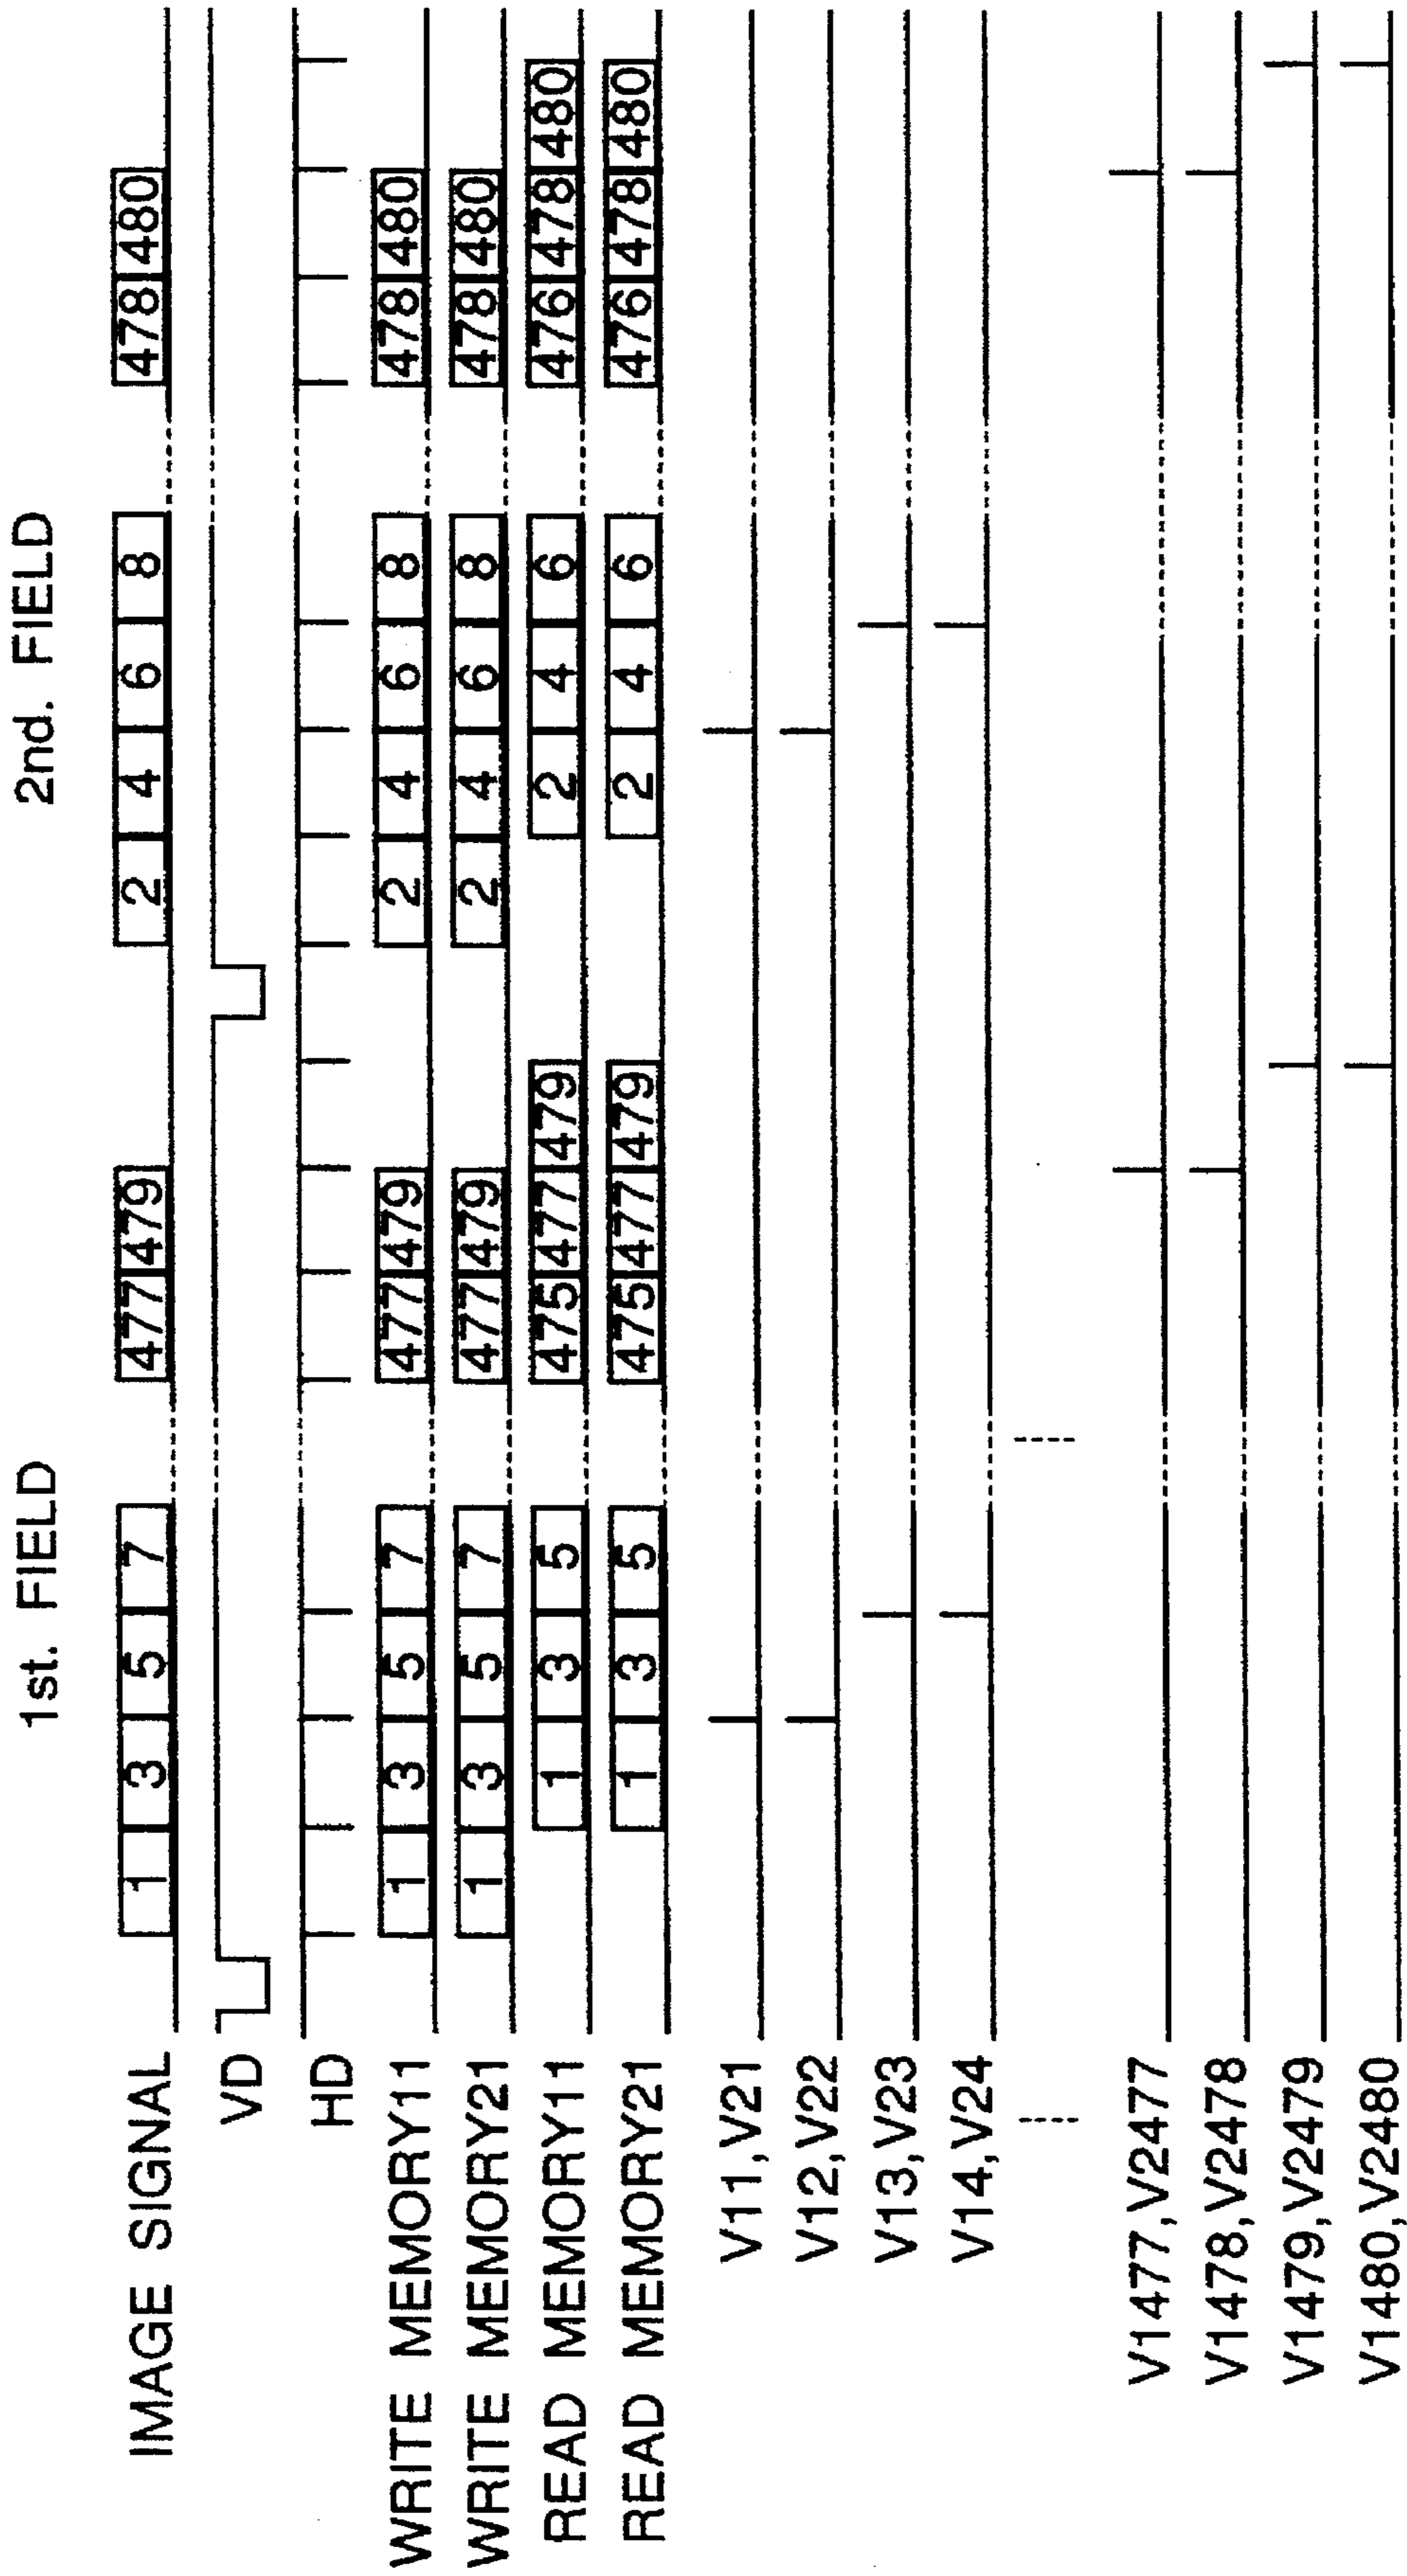 1st. FIELD 2nd. FIELD
IMAGE SIGNAL 1 3 5 7 477 479 2 4 6 8 478 480
VD
HD
WRITE MEMORY11 1 3 5 7 477 479 2 4 6 8 478 480
WRITE MEMORY21 1 3 5 7 477 479 2 4 6 8 478 480
READ MEMORY11 1 3 5 475 477 479 2 4 6 476 478 480
READ MEMORY21 1 3 5 475 477 479 2 4 6 476 478 480
V11,V21
V12,V22
V13,V23
V14,V24
V1477,V2477
V1478,V2478
V1479,V2479
V1480,V2480